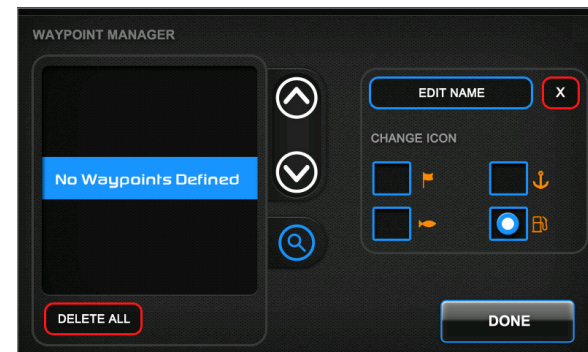 WAYPOINT MANAGER
No Waypoints Defined
DELETE ALL
EDIT NAME
X
CHANGE ICON
DONE